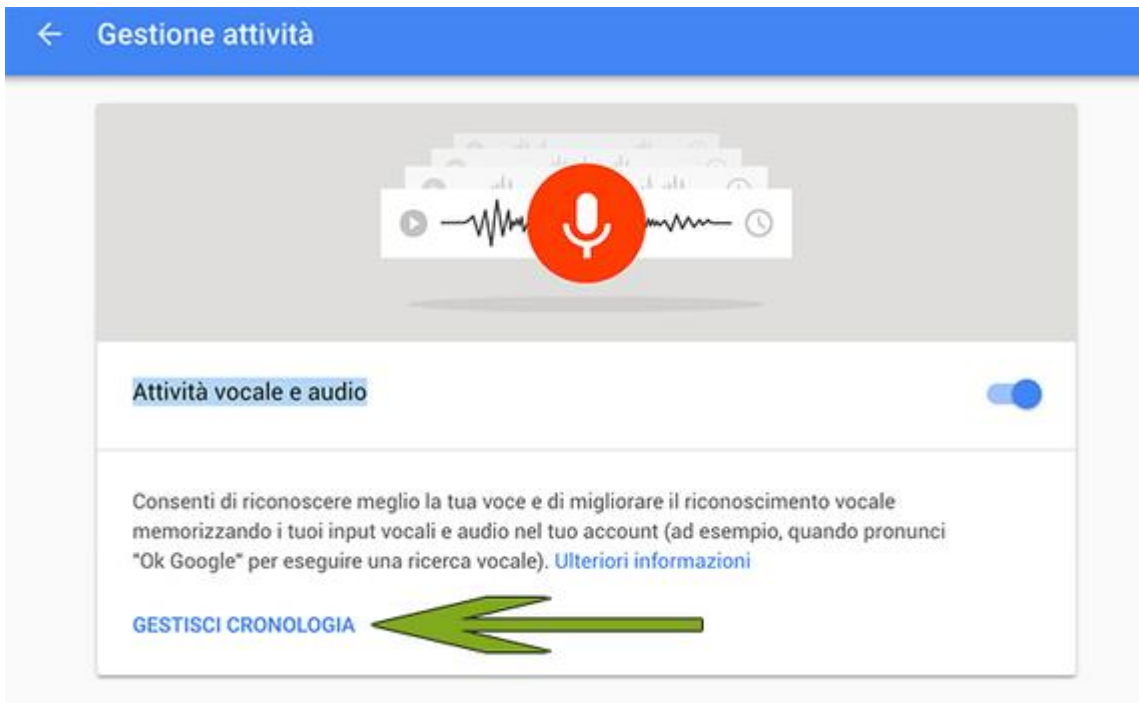 Gestione attività
Attività vocale e audio
Consenti di riconoscere meglio la tua voce e di migliorare il riconoscimento vocale
memorizzando i tuoi input vocali e audio nel tuo account (ad esempio, quando pronunci
"Ok Google" per eseguire una ricerca vocale). Ulteriori informazioni
GESTISCI CRONOLOGIA